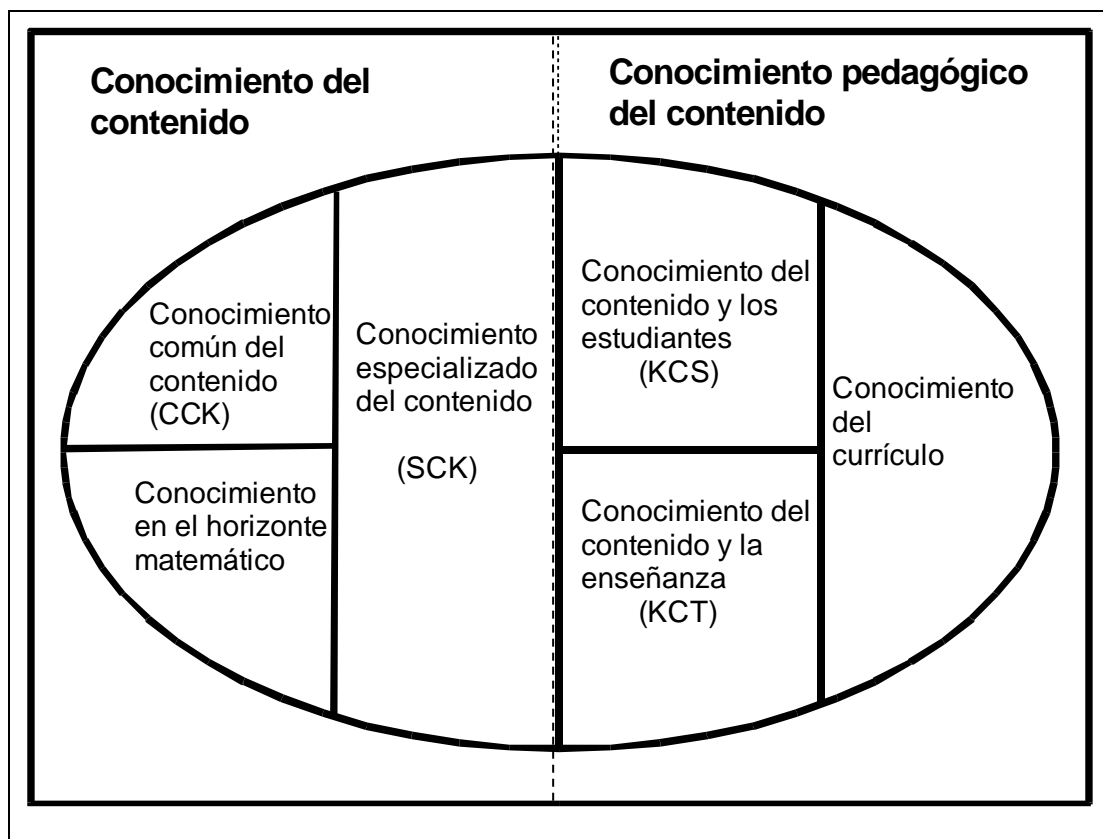 Conocimiento del
contenido
Conocimiento pedagógico
del contenido
Conocimiento
común del
contenido
(CCK)
Conocimiento
en el horizonte
matemático
Conocimiento
especializado
del contenido
(SCK)
Conocimiento del
contenido y los
estudiantes
(KCS)
Conocimiento del
contenido y la
enseñanza
(KCT)
Conocimiento
del
currículo